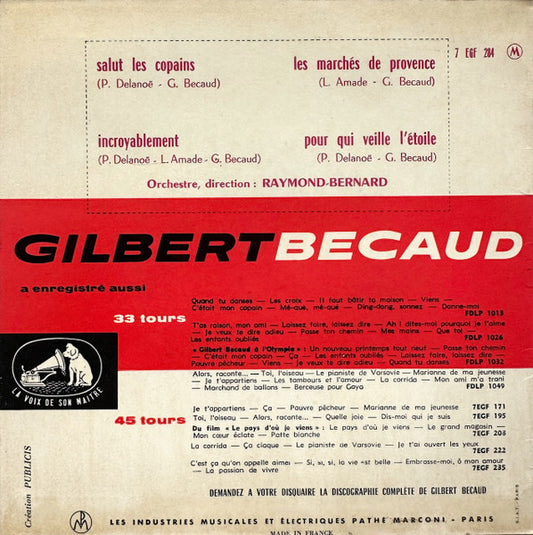 7 EGF 284 M
salut les copains
(P. Delanoë - G. Becaud)
les marchés de provence
(L. Amade - G. Becaud)
incroyablement
(P. Delanoë - L. Amade - G. Becaud)
pour qui veille l'étoile
(P. Delanoë - G. Becaud)
Orchestre, direction : RAYMOND-BERNARD
GILBERT BECAUD
a enregistré aussi
33 tours
Quand tu danses — Les croix — Il faut bâtir ta maison — Viens —
C'était mon copain — Mé-qué, mé-qué — Ding-dong, sonnez — Donne-moi
FDLP 1013
T'as raison, mon ami — Laissez faire, laissez dire — Ah ! dites-moi pourquoi je l'aime
— Je veux te dire adieu — Passe ton chemin — Mes mains — Que toi —
Les enfants oubliés FDLP 1026
« Gilbert Becaud à l'Olympia » : Un nouveau printemps tout neuf — Passe ton chemin
— C'était mon copain — Ça — Les enfants oubliés — Laissez faire, laissez dire —
Pauvre pêcheur — Viens — Je veux te dire adieu — Quand tu danses FDLP 1032
Alors, raconte... — Toi, l'oiseau — Le pianiste de Varsovie — Marianne de ma jeunesse
— Je t'appartiens — Les tambours et l'amour — La corrida — Mon ami m'a trahi
— Marchand de ballons — Berceuse pour Gaya FDLP 1049
LA VOIX DE SON MAITRE
45 tours
Je t'appartiens — Ça — Pauvre pêcheur — Marianne de ma jeunesse 7EGF 171
Toi, l'oiseau — Alors, raconte... — Quelle joie — Dis-moi qui je suis 7EGF 195
Du film « Le pays d'où je viens » : Le pays d'où je viens — Le grand magasin —
Mon cœur éclate — Patte blanche 7EGF 208
La corrida — Ça claque — Le pianiste de Varsovie — Je t'ai ouvert les yeux
7EGF 222
C'est ça qu'on appelle aimer — Si, si, si, la vie est belle — Embrasse-moi, ô mon amour
— La passion de vivre 7EGF 235
DEMANDEZ A VOTRE DISQUAIRE LA DISCOGRAPHIE COMPLETE DE GILBERT BECAUD
Création PUBLICIS
LES INDUSTRIES MUSICALES ET ÉLECTRIQUES PATHE MARCONI - PARIS
MADE IN FRANCE